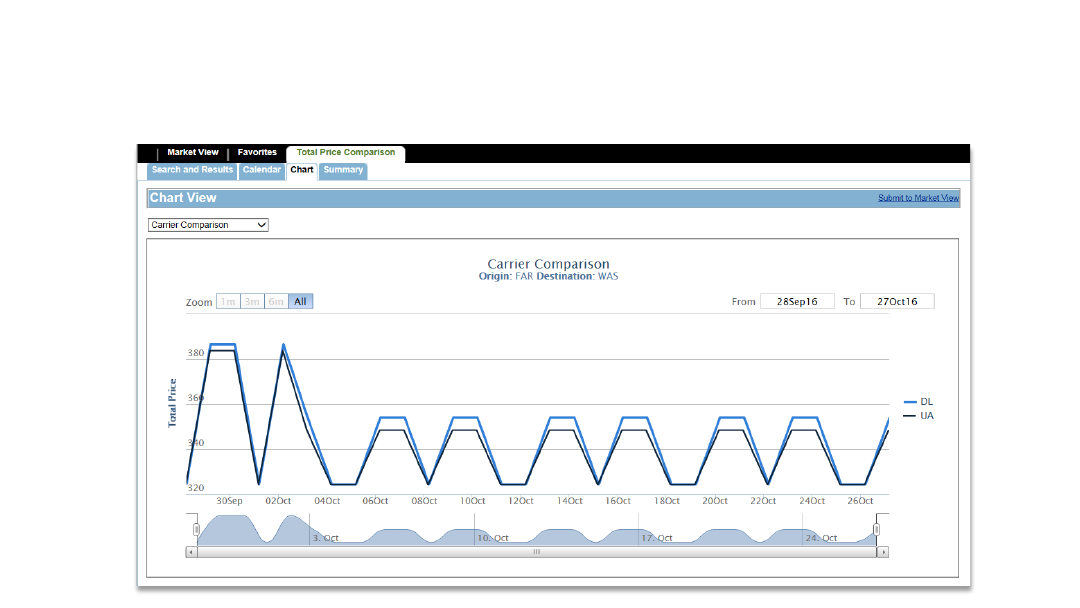 Market View Favorites Total Price Comparison
Search and Results Calendar Chart Summary
Chart View Submit to Market View
Carrier Comparison
Carrier Comparison
Origin: FAR Destination: WAS
Zoom 1m 3m 6m All From 28Sep16 To 27Oct16
Total Price
380
360
340
320
DL
UA
30Sep 02Oct 04Oct 06Oct 08Oct 10Oct 12Oct 14Oct 16Oct 18Oct 20Oct 22Oct 24Oct 26Oct
3. Oct 10. Oct 17. Oct 24. Oct